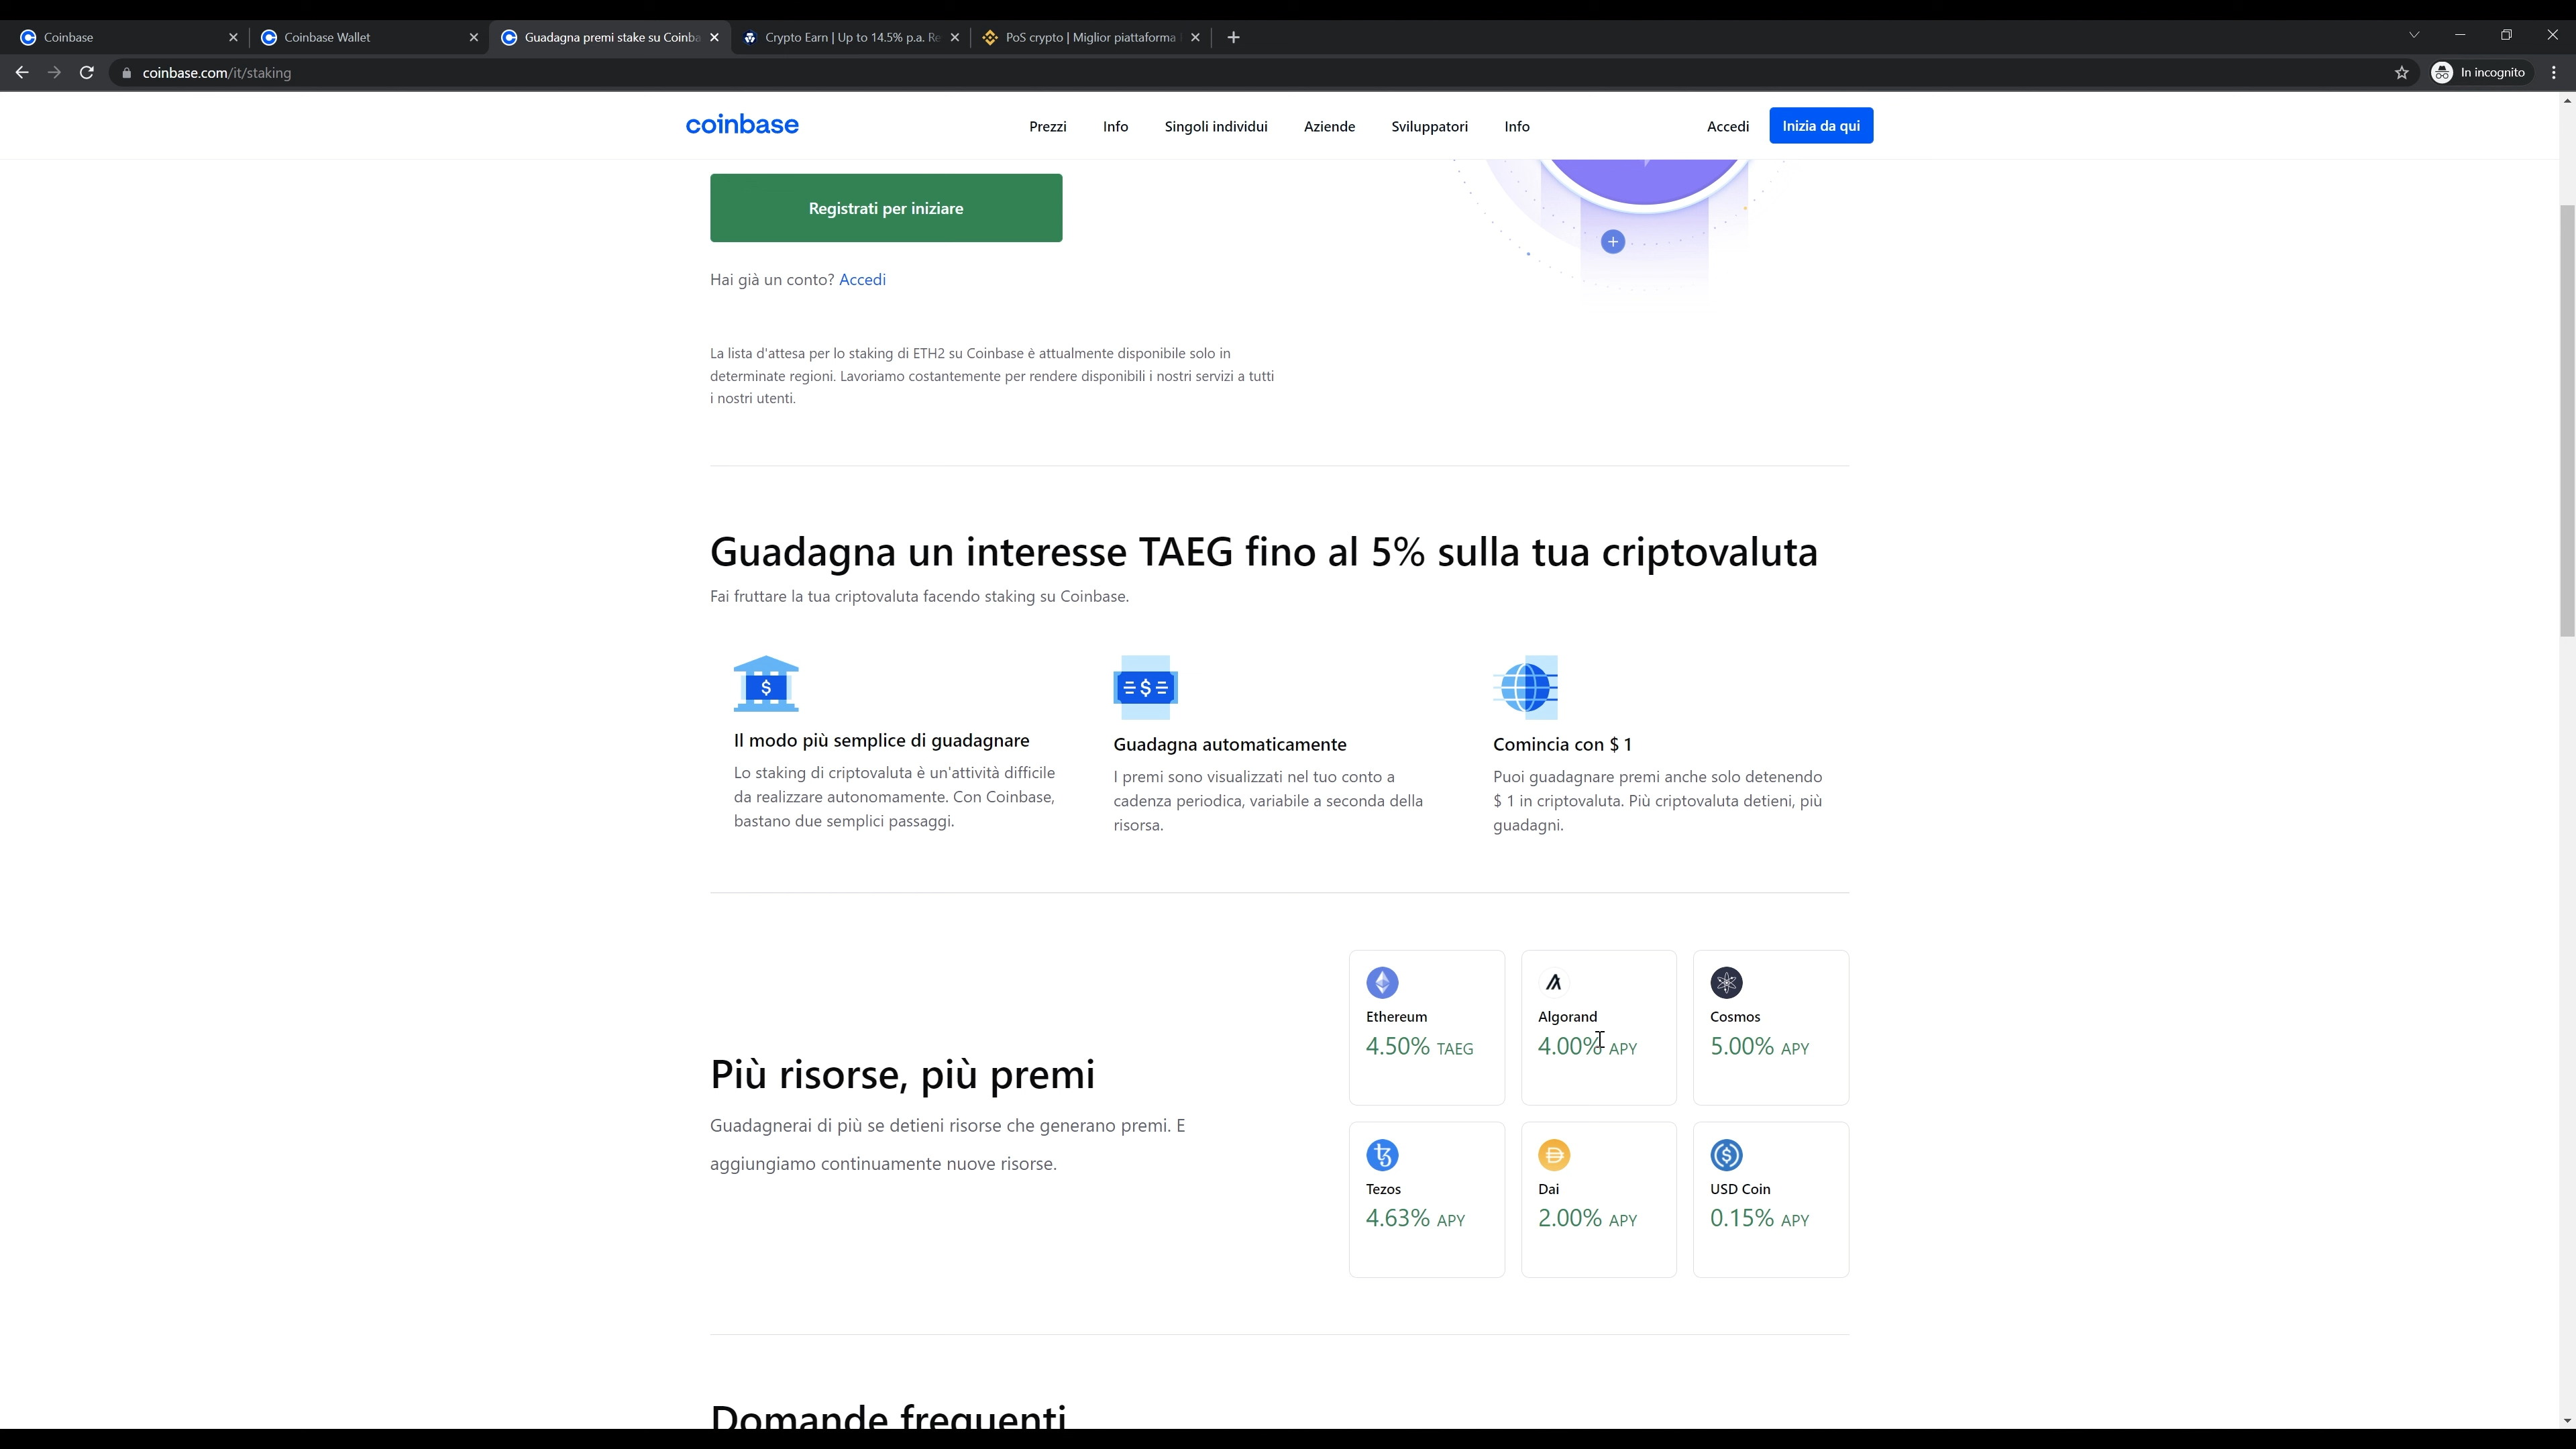 Coinbase
Coinbase Wallet
Guadagna premi stake su Coinba
Crypto Earn | Up to 14.5% p.a. Re
PoS crypto | Miglior piattaforma
coinbase.com/it/staking
In incognito
coinbase
Prezzi
Info
Singoli individui
Aziende
Sviluppatori
Info
Accedi
Inizia da qui
Registrati per iniziare
Hai già un conto? Accedi
La lista d'attesa per lo staking di ETH2 su Coinbase è attualmente disponibile solo in
determinate regioni. Lavoriamo costantemente per rendere disponibili i nostri servizi a tutti
i nostri utenti.
Guadagna un interesse TAEG fino al 5% sulla tua criptovaluta
Fai fruttare la tua criptovaluta facendo staking su Coinbase.
Il modo più semplice di guadagnare
Lo staking di criptovaluta è un'attività difficile
da realizzare autonomamente. Con Coinbase,
bastano due semplici passaggi.
Guadagna automaticamente
I premi sono visualizzati nel tuo conto a
cadenza periodica, variabile a seconda della
risorsa.
Comincia con $ 1
Puoi guadagnare premi anche solo detenendo
$ 1 in criptovaluta. Più criptovaluta detieni, più
guadagni.
Più risorse, più premi
Guadagnerai di più se detieni risorse che generano premi. E
aggiungiamo continuamente nuove risorse.
Ethereum
4.50% TAEG
Algorand
4.00% APY
Cosmos
5.00% APY
Tezos
4.63% APY
Dai
2.00% APY
USD Coin
0.15% APY
Domande frequenti